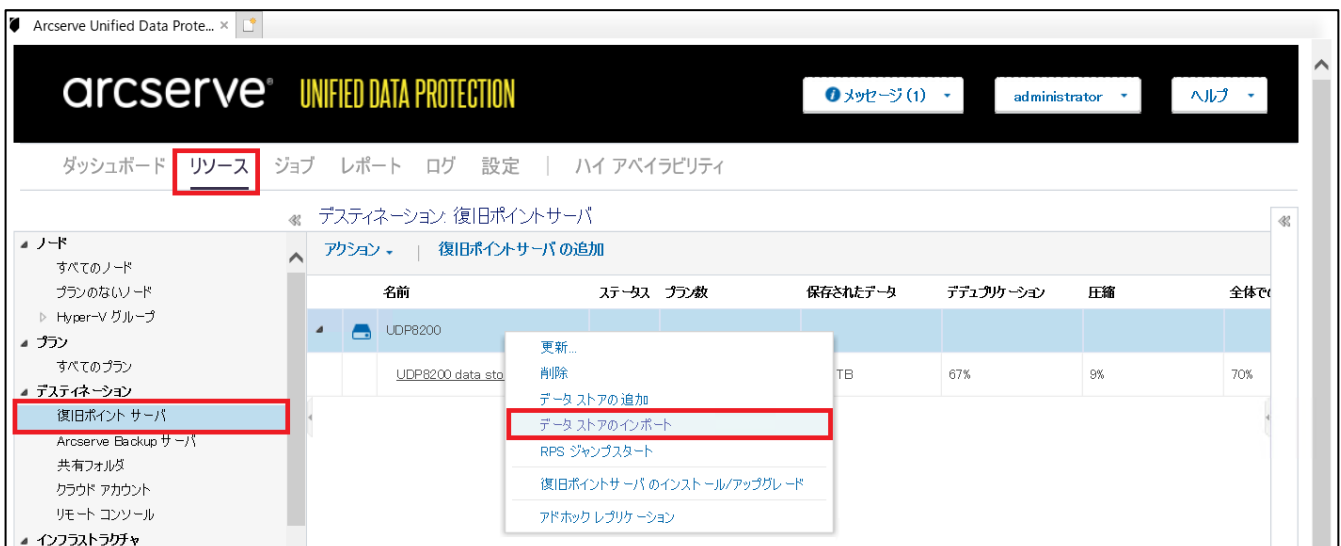 Arcserve Unified Data Prote... ×
arcserve® UNIFIED DATA PROTECTION
メッセージ (1)
administrator
ヘルプ
ダッシュボード リソース ジョブ レポート ログ 設定 | ハイ アベイラビリティ
デスティネーション: 復旧ポイントサーバ
アクション | 復旧ポイントサーバの追加
ノード
すべてのノード
プランのないノード
Hyper-V グループ
プラン
すべてのプラン
デスティネーション
復旧ポイント サーバ
Arcserve Backup サーバ
共有フォルダ
クラウド アカウント
リモート コンソール
インフラストラクチャ
名前 ステータス プラン数 保存されたデータ デデュプリケーション 圧縮 全体での
UDP8200
UDP8200 data sto TB 67% 9% 70%
更新...
削除
データ ストアの追加
データ ストアのインポート
RPS ジャンプスタート
復旧ポイントサーバのインストール/アップグレード
アドホック レプリケーション